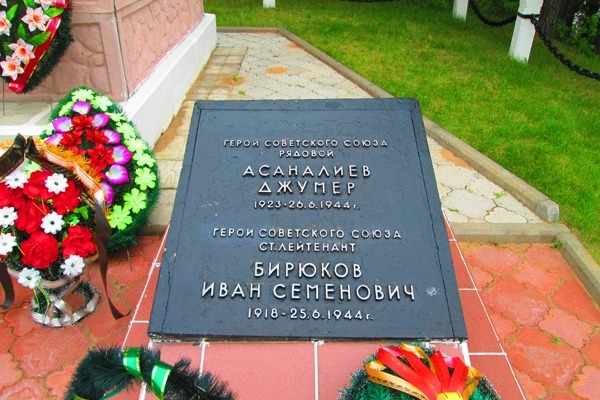 ГЕРОЙ СОВЕТСКОГО СОЮЗА
РЯДОВОЙ
АСАНАЛИЕВ
ДЖУМЕР
1923-26.6.1944 г.
ГЕРОЙ СОВЕТСКОГО СОЮЗА
СТ.ЛЕЙТЕНАНТ
БИРЮКОВ
ИВАН СЕМЕНОВИЧ
1918 - 25.6.1944 г.